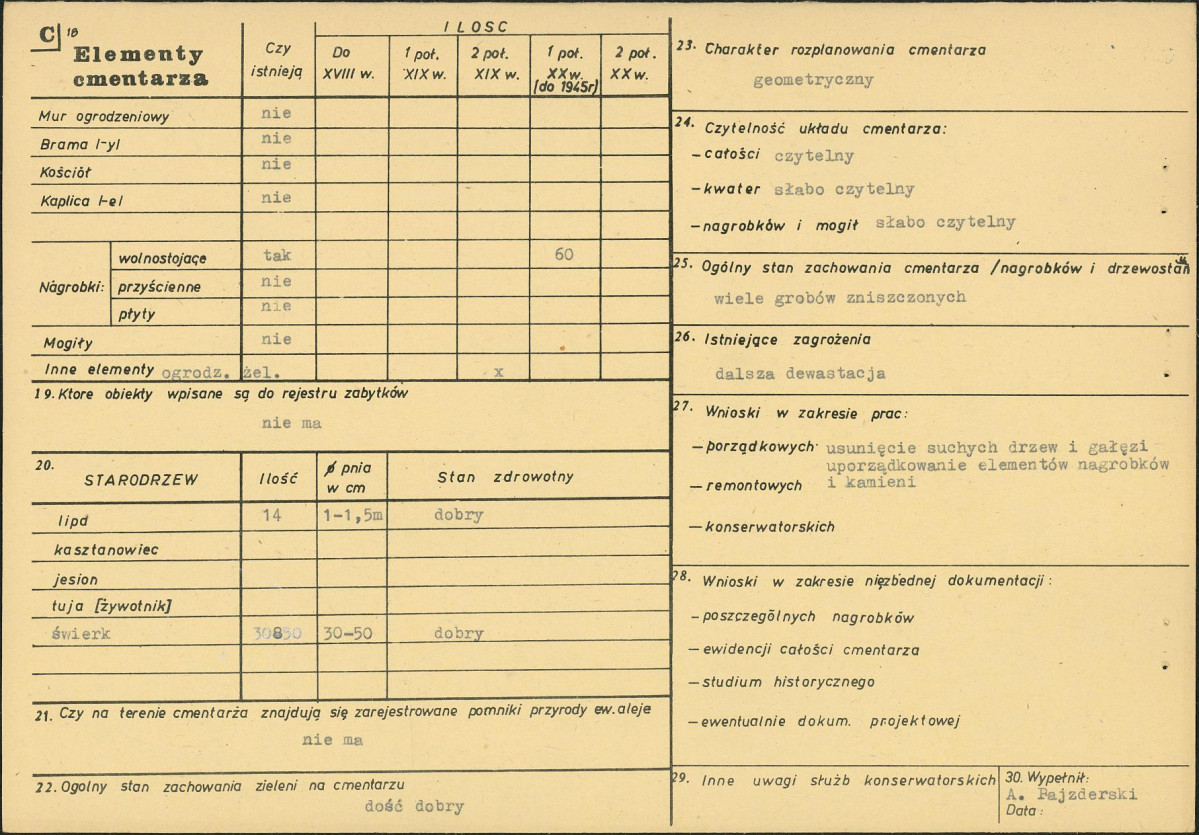 C 18
Elementy cmentarza
Czy istnieją
ILOSC
Do XVIII w.
1 poł. XIX w.
2 poł. XIX w.
1 poł. XX w. (do 1945r)
2 poł. XX w.
Mur ogrodzeniowy nie
Brama l-yl nie
Kościół nie
Kaplica l-el nie
Nagrobki:
wolnostojące tak 60
przyścienne nie
płyty nie
Mogiły nie
Inne elementy ogrodz. żel. x
19. Ktore obiekty wpisane są do rejestru zabytków
nie ma
20.
STARODRZEW Ilość ø pnia w cm Stan zdrowotny
lipd 14 1-1,5m dobry
kasztanowiec
jesion
tuja [żywotnik]
świerk 30-50 dobry
21. Czy na terenie cmentarża znajdują się zarejestrowane pomniki przyrody ew. aleje
nie ma
22. Ogolny stan zachowania zieleni na cmentarzu
dość dobry
23. Charakter rozplanowania cmentarza
geometryczny
24. Czytelność układu cmentarza:
- całości czytelny
- kwater słabo czytelny
- nagrobków i mogił słabo czytelny
25. Ogólny stan zachowania cmentarza /nagrobków i drzewostan
wiele grobów zniszczonych
26. Istniejące zagrożenia
dalsza dewastacja
27. Wnioski w zakresie prac:
- porządkowych usunięcie suchych drzew i gałęzi
uporządkowanie elementów nagrobków
- remontowych i kamieni
- konserwatorskich
28. Wnioski w zakresie niezbędnej dokumentacji:
- poszczególnych nagrobków
- ewidencji całości cmentarza
- studium historycznego
- ewentualnie dokum. projektowej
29. Inne uwagi służb konserwatorskich
30. Wypełnił:
A. Pajzderski
Data: